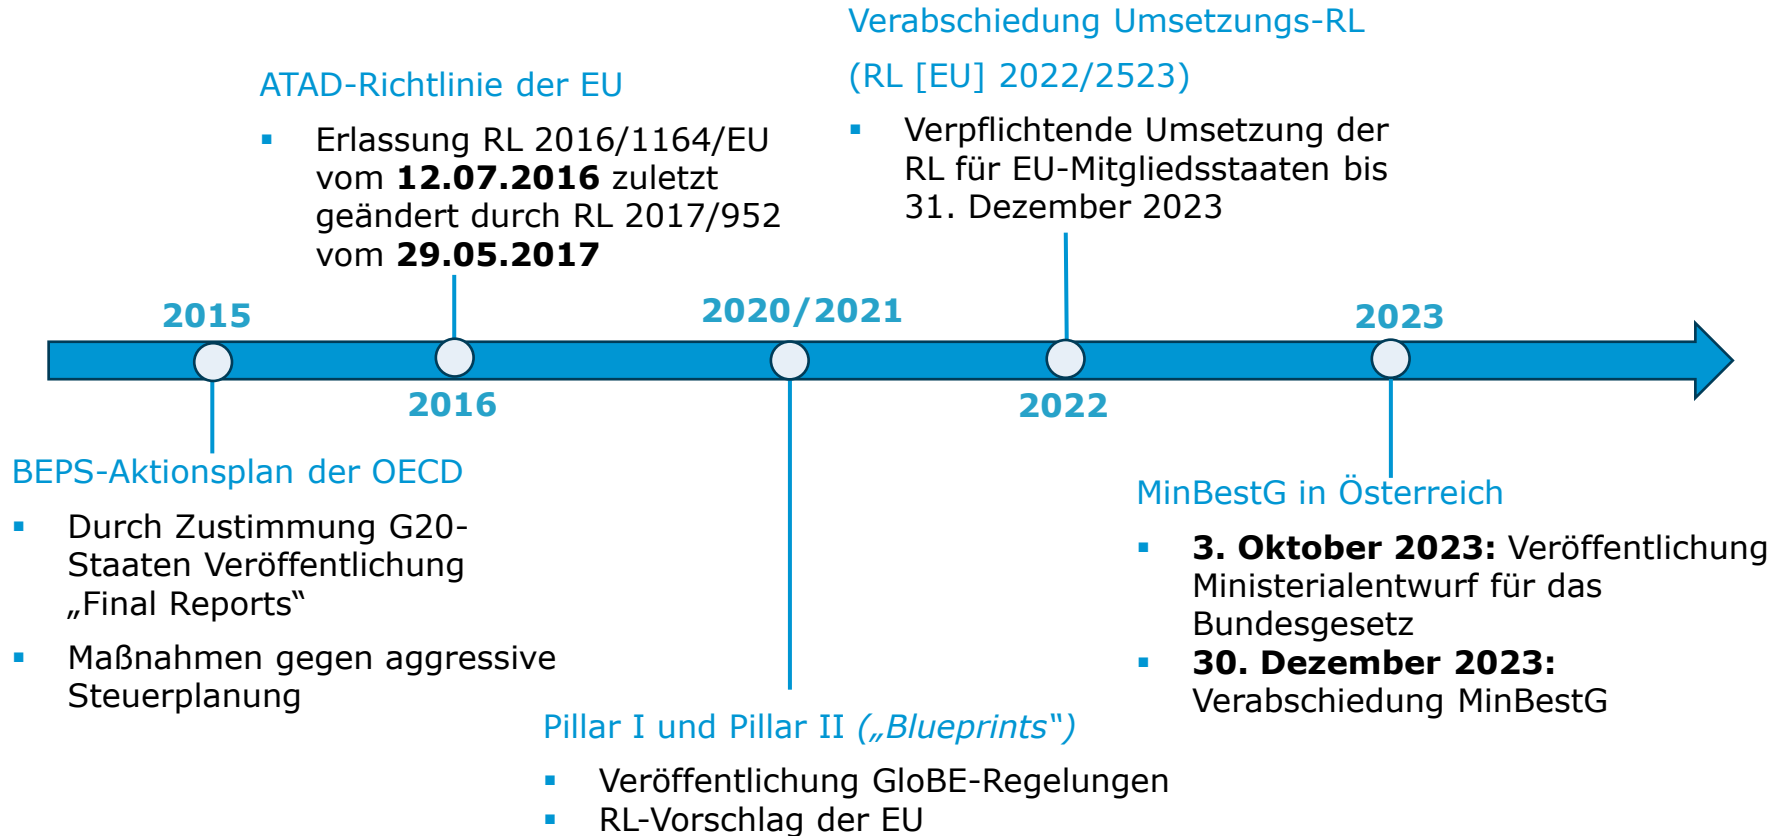 Verabschiedung Umsetzungs-RL
(RL [EU] 2022/2523)
▪ Verpflichtende Umsetzung der
RL für EU-Mitgliedsstaaten bis
31. Dezember 2023
ATAD-Richtlinie der EU
▪ Erlassung RL 2016/1164/EU
vom 12.07.2016 zuletzt
geändert durch RL 2017/952
vom 29.05.2017
2015
2020/2021
2023
2016
2022
BEPS-Aktionsplan der OECD
▪ Durch Zustimmung G20-
Staaten Veröffentlichung
„Final Reports“
▪ Maßnahmen gegen aggressive
Steuerplanung
MinBestG in Österreich
▪ 3. Oktober 2023: Veröffentlichung
Ministerialentwurf für das
Bundesgesetz
▪ 30. Dezember 2023:
Verabschiedung MinBestG
Pillar I und Pillar II („Blueprints“)
▪ Veröffentlichung GloBE-Regelungen
▪ RL-Vorschlag der EU